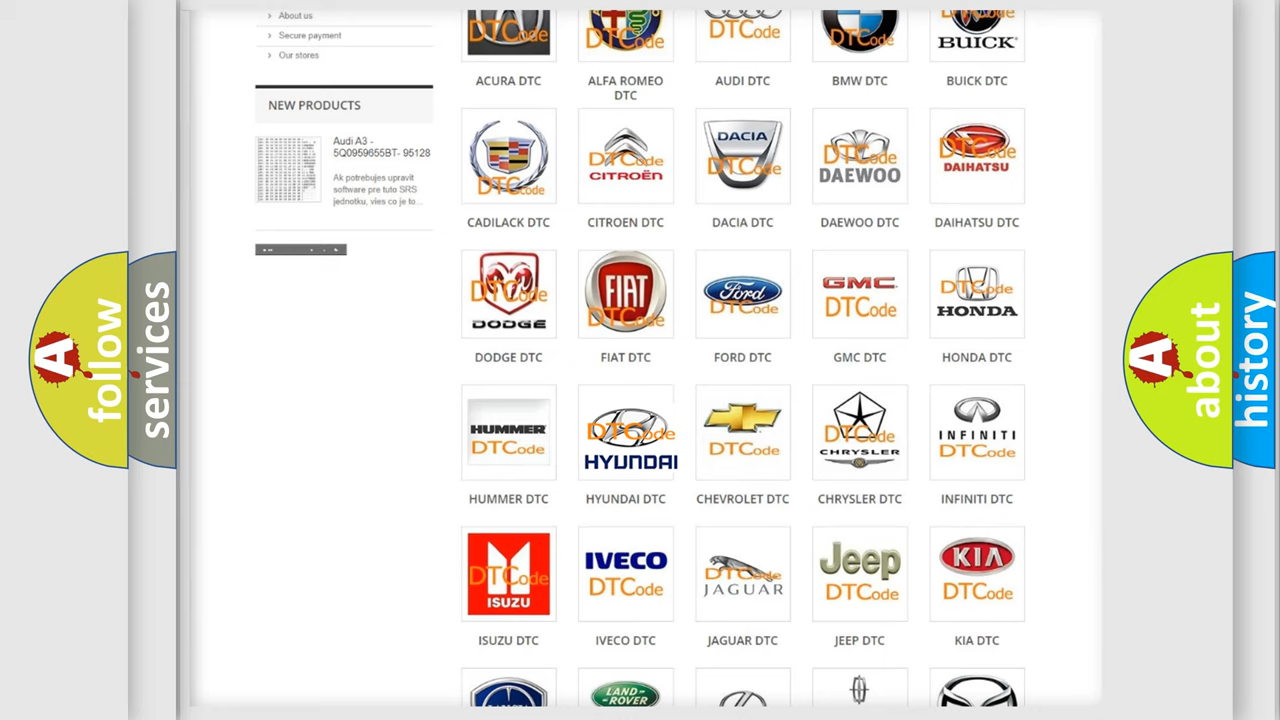 About us
Secure payment
Our stores
NEW PRODUCTS
Audi A3 -
5Q0959655BT- 95128
Ak potrebujes upravit
software pre tuto SRS
jednotku, vies co je to...
DTCode
DTCode
DTCode
DTCode
BUICK
ACURA DTC
ALFA ROMEO
DTC
AUDI DTC
BMW DTC
BUICK DTC
DTCode
DTCode
CITROËN
DACIA
DTCode
DTCode
DAEWOO
DTCode
DAIHATSU
CADILACK DTC
CITROEN DTC
DACIA DTC
DAEWOO DTC
DAIHATSU DTC
DTCode
DODGE
FIAT
DTCode
Ford
DTCode
GMC
DTCode
DTCode
HONDA
DODGE DTC
FIAT DTC
FORD DTC
GMC DTC
HONDA DTC
HUMMER
DTCode
DTCode
HYUNDAI
DTCode
DTCode
CHRYSLER
INFINITI
DTCode
HUMMER DTC
HYUNDAI DTC
CHEVROLET DTC
CHRYSLER DTC
INFINITI DTC
DTCode
ISUZU
IVECO
DTCode
DTCode
JAGUAR
Jeep
DTCode
KIA
DTCode
ISUZU DTC
IVECO DTC
JAGUAR DTC
JEEP DTC
KIA DTC
LAND-
ROVER
A
follow
services
A
about
history